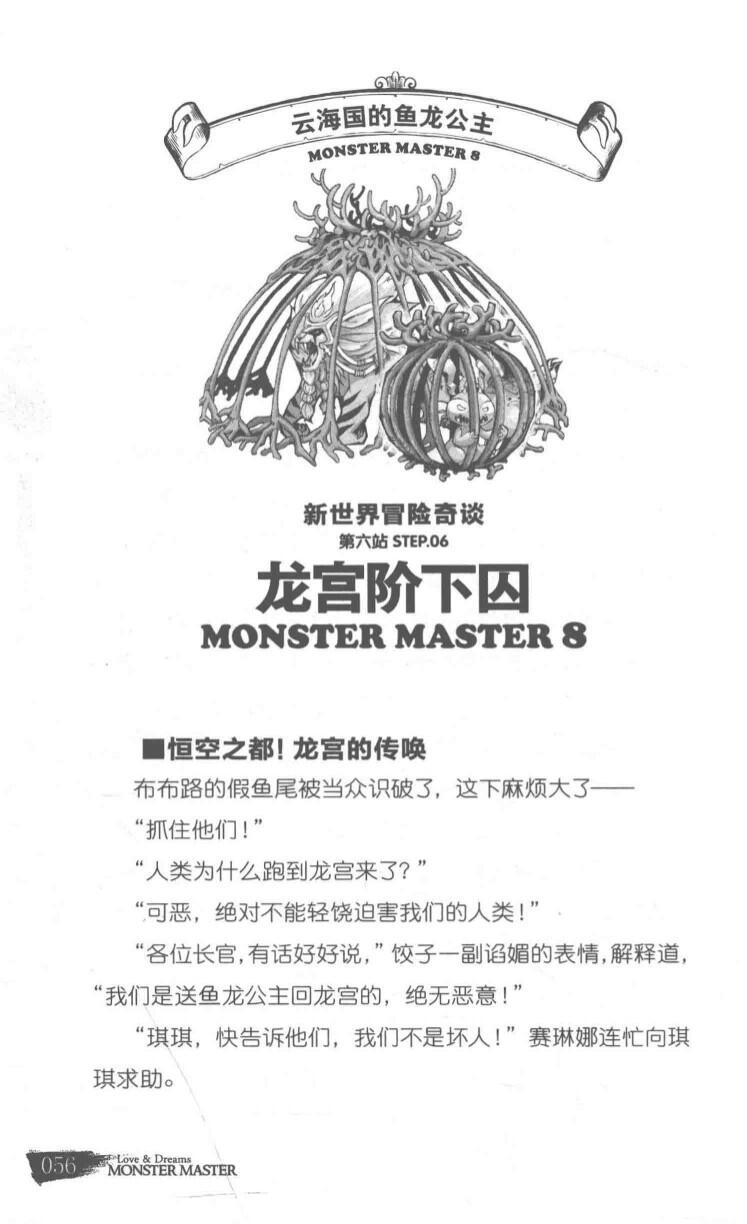 云海国的鱼龙公主
MONSTER MASTER 8
新世界冒险奇谈
第六站 STEP.06
龙宫阶下囚
MONSTER MASTER 8
■恒空之都！龙宫的传唤
布布路的假鱼尾被当众识破了，这下麻烦大了——
“抓住他们！”
“人类为什么跑到龙宫来了？”
“可恶，绝对不能轻饶迫害我们的人类！”
“各位长官，有话好好说，”饺子一副谄媚的表情，解释道，
“我们是送鱼龙公主回龙宫的，绝无恶意！”
“琪琪，快告诉他们，我们不是坏人！”赛琳娜连忙向琪
琪求助。
056
Love & Dreams
MONSTER MASTER